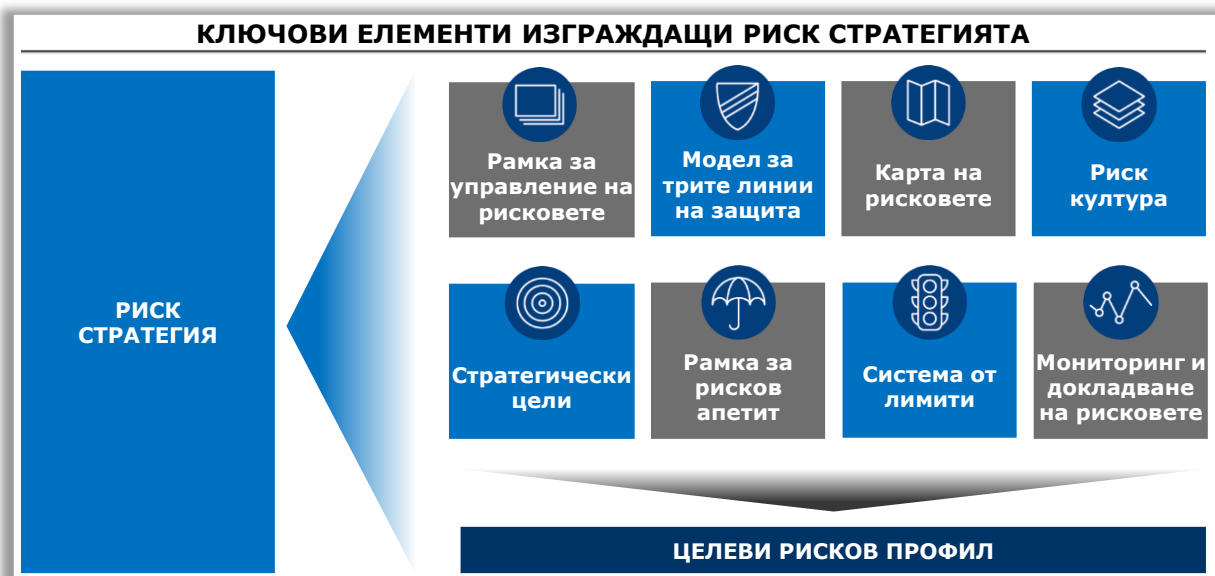 КЛЮЧОВИ ЕЛЕМЕНТИ ИЗГРАЖДАЩИ РИСК СТРАТЕГИЯТА
РИСК
СТРАТЕГИЯ
Рамка за
управление на
рисковете
Модел за
трите линии
на защита
Карта на
рисковете
Риск
култура
Стратегически
цели
Рамка за
рисков
апетит
Система от
лимити
Мониторинг и
докладване
на рисковете
ЦЕЛЕВИ РИСКОВ ПРОФИЛ